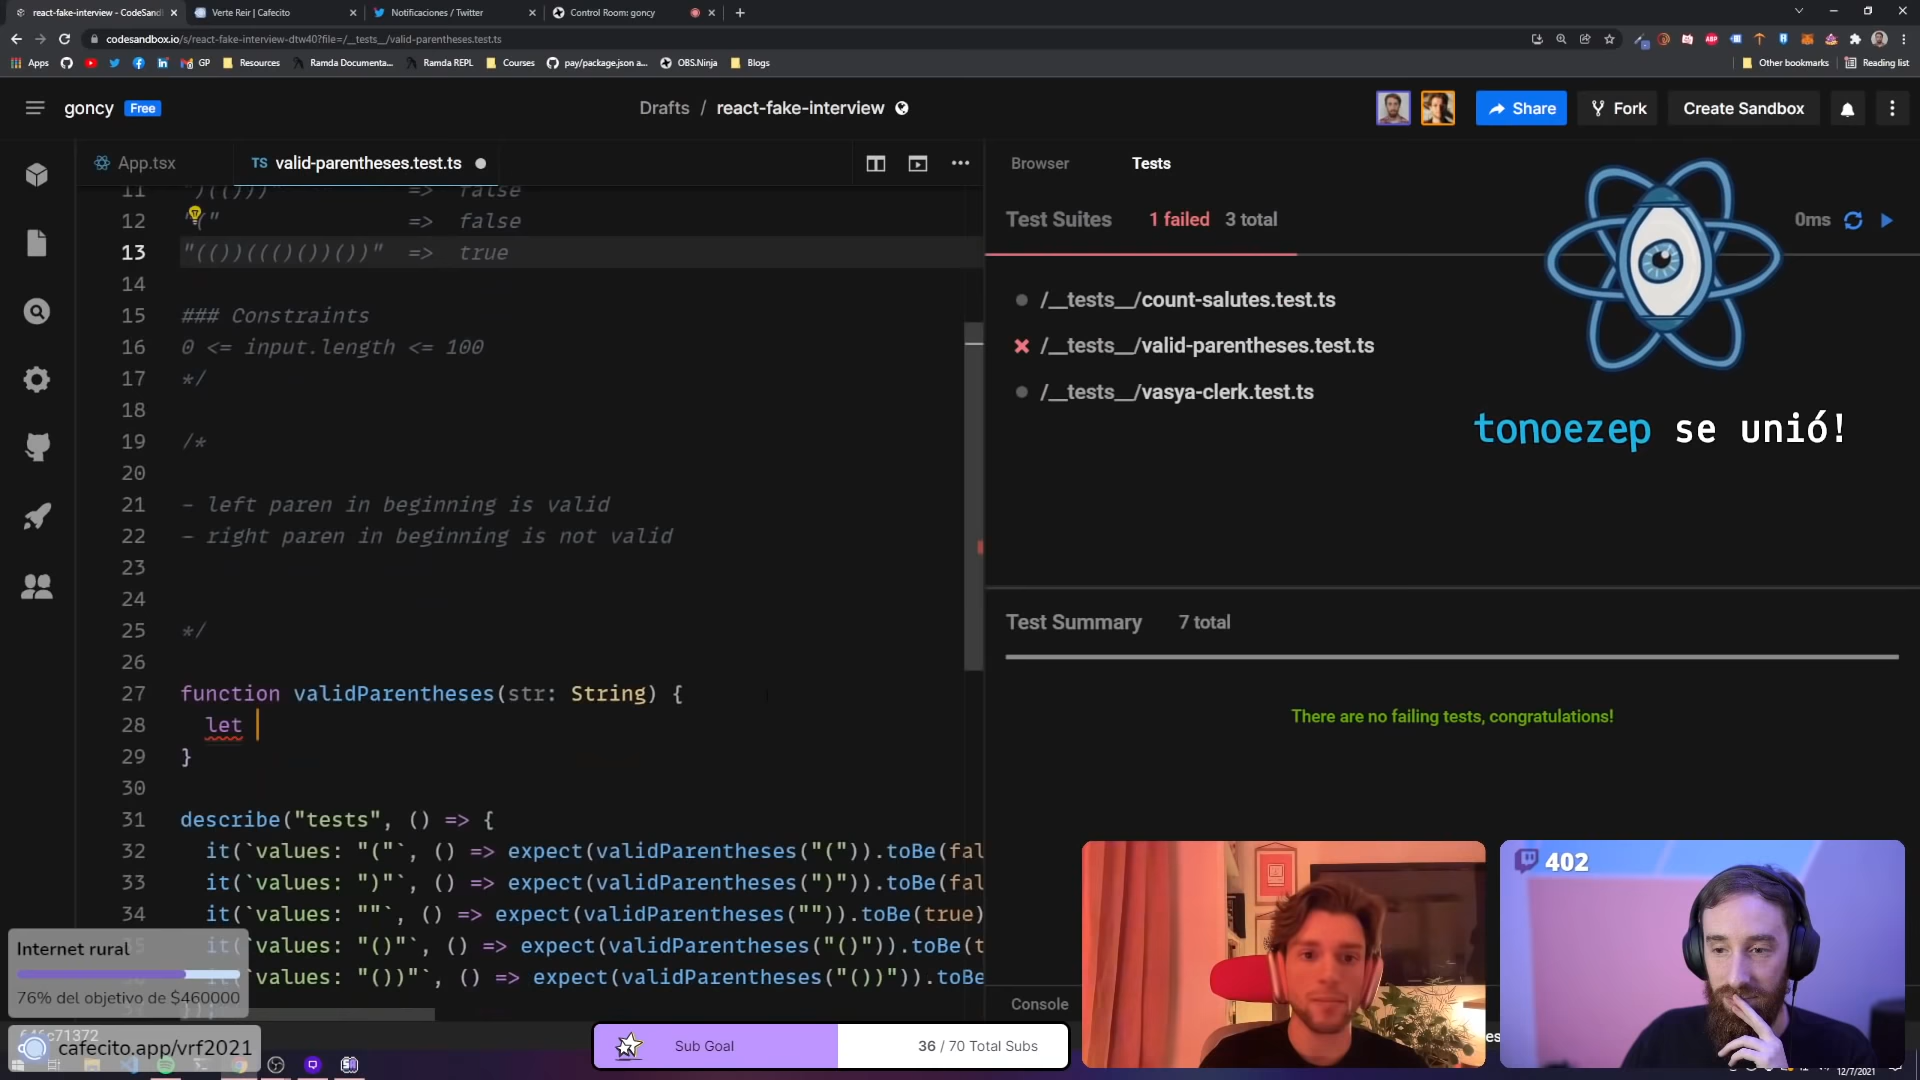 react-fake-interview - CodeSand
Verte Reir | Cafecito
Notificaciones / Twitter
Control Room: goncy
codesandbox.io/s/react-fake-interview-dtw40?file=/__tests__/valid-parentheses.test.ts
Apps
GP
Resources
Ramda Documenta...
Ramda REPL
Courses
pay/package.json a...
OBS.Ninja
Blogs
Other bookmarks
Reading list
goncy
Free
Drafts / react-fake-interview
Share
Fork
Create Sandbox
App.tsx
TS valid-parentheses.test.ts
Browser
Tests
Test Suites 1 failed 3 total
0ms
/__tests__/count-salutes.test.ts
/__tests__/valid-parentheses.test.ts
/__tests__/vasya-clerk.test.ts
tonoezep se unió!
Test Summary 7 total
There are no failing tests, congratulations!
11 ")(()))" => false
12 "(" => false
13 "(())((()())())" => true
14
15 ### Constraints
16 0 <= input.length <= 100
17 */
18
19 /*
20
21 - left paren in beginning is valid
22 - right paren in beginning is not valid
23
24
25 */
26
27 function validParentheses(str: String) {
28 let
29 }
30
31 describe("tests", () => {
32 it(`values: "("`, () => expect(validParentheses("(")).toBe(fal
33 it(`values: ")"`, () => expect(validParentheses(")")).toBe(fal
34 it(`values: ""`, () => expect(validParentheses("")).toBe(true)
it(`values: "()"`, () => expect(validParentheses("()")).toBe(t
it(`values: "())"`, () => expect(validParentheses("())")).toBe
Internet rural
76% del objetivo de $460000
cafecito.app/vrf2021
Console
Sub Goal
36 / 70 Total Subs
402
12/7/2021